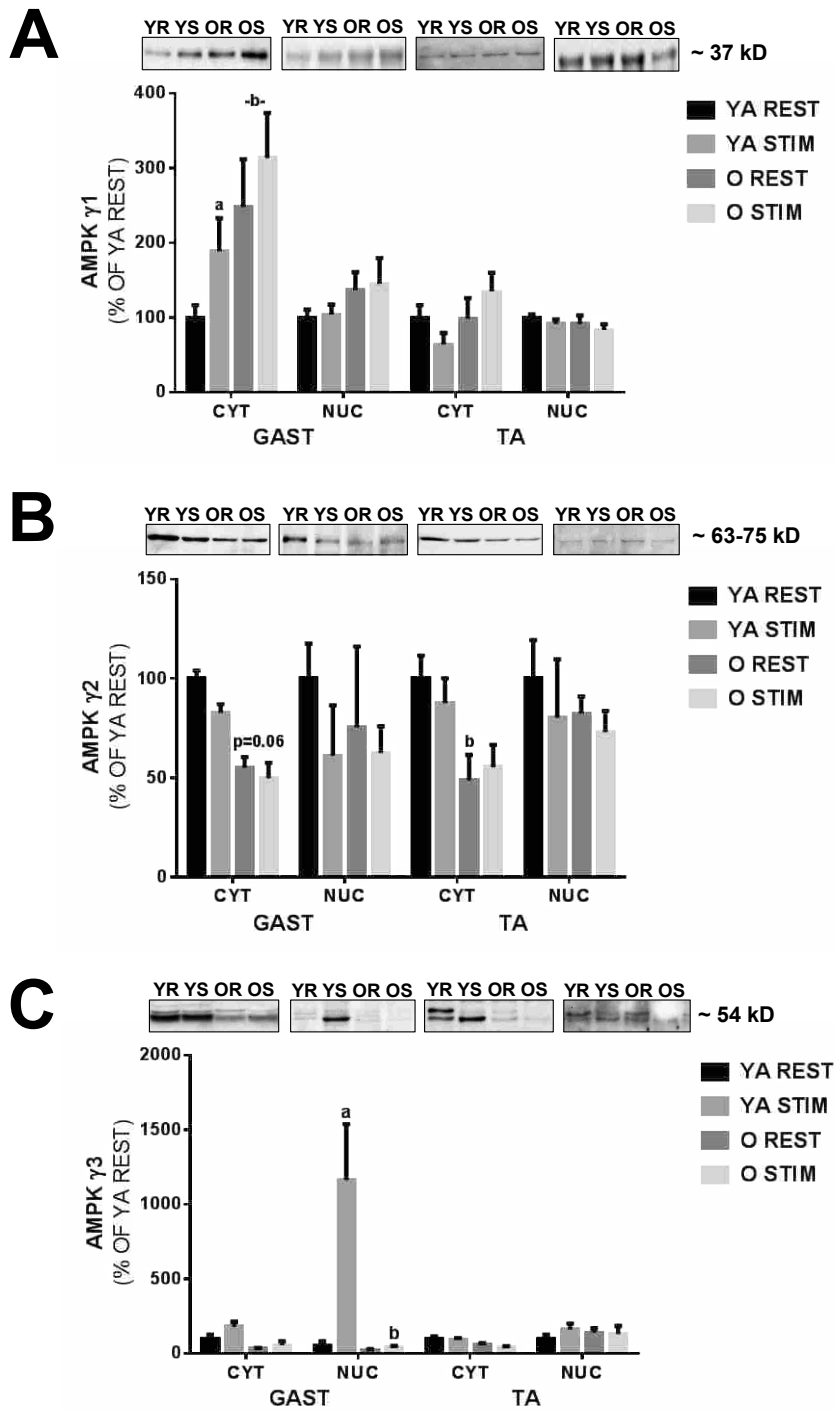 A
YR YS OR OS YR YS OR OS YR YS OR OS YR YS OR OS
~ 37 kD
AMPK γ1
(% OF YA REST)
400
300
200
100
0
a
-b-
YA REST
YA STIM
O REST
O STIM
CYT NUC CYT NUC
GAST TA
B
YR YS OR OS YR YS OR OS YR YS OR OS YR YS OR OS
~ 63-75 kD
AMPK γ2
(% OF YA REST)
150
100
50
0
p=0.06
b
YA REST
YA STIM
O REST
O STIM
CYT NUC CYT NUC
GAST TA
C
YR YS OR OS YR YS OR OS YR YS OR OS YR YS OR OS
~ 54 kD
AMPK γ3
(% OF YA REST)
2000
1500
1000
500
0
a
b
YA REST
YA STIM
O REST
O STIM
CYT NUC CYT NUC
GAST TA